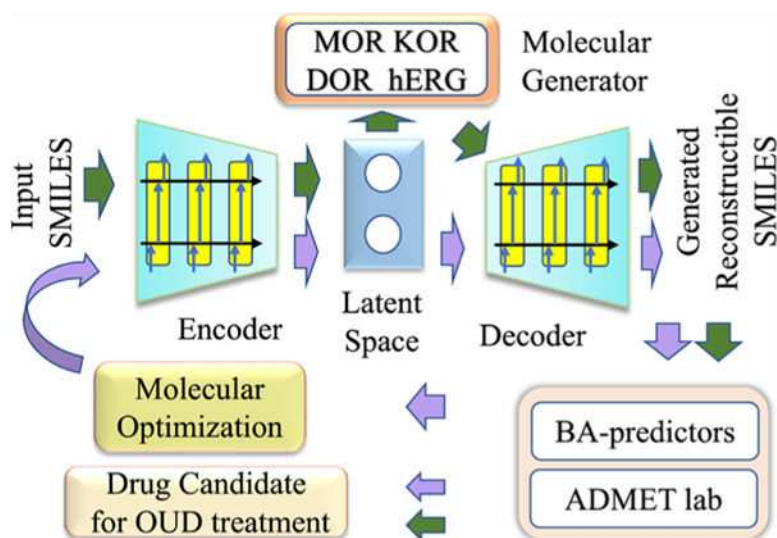 MOR KOR
DOR hERG
Molecular
Generator
Input
SMILES
Encoder
Latent
Space
Decoder
Generated
Reconstructible
SMILES
Molecular
Optimization
BA-predictors
Drug Candidate
for OUD treatment
ADMET lab